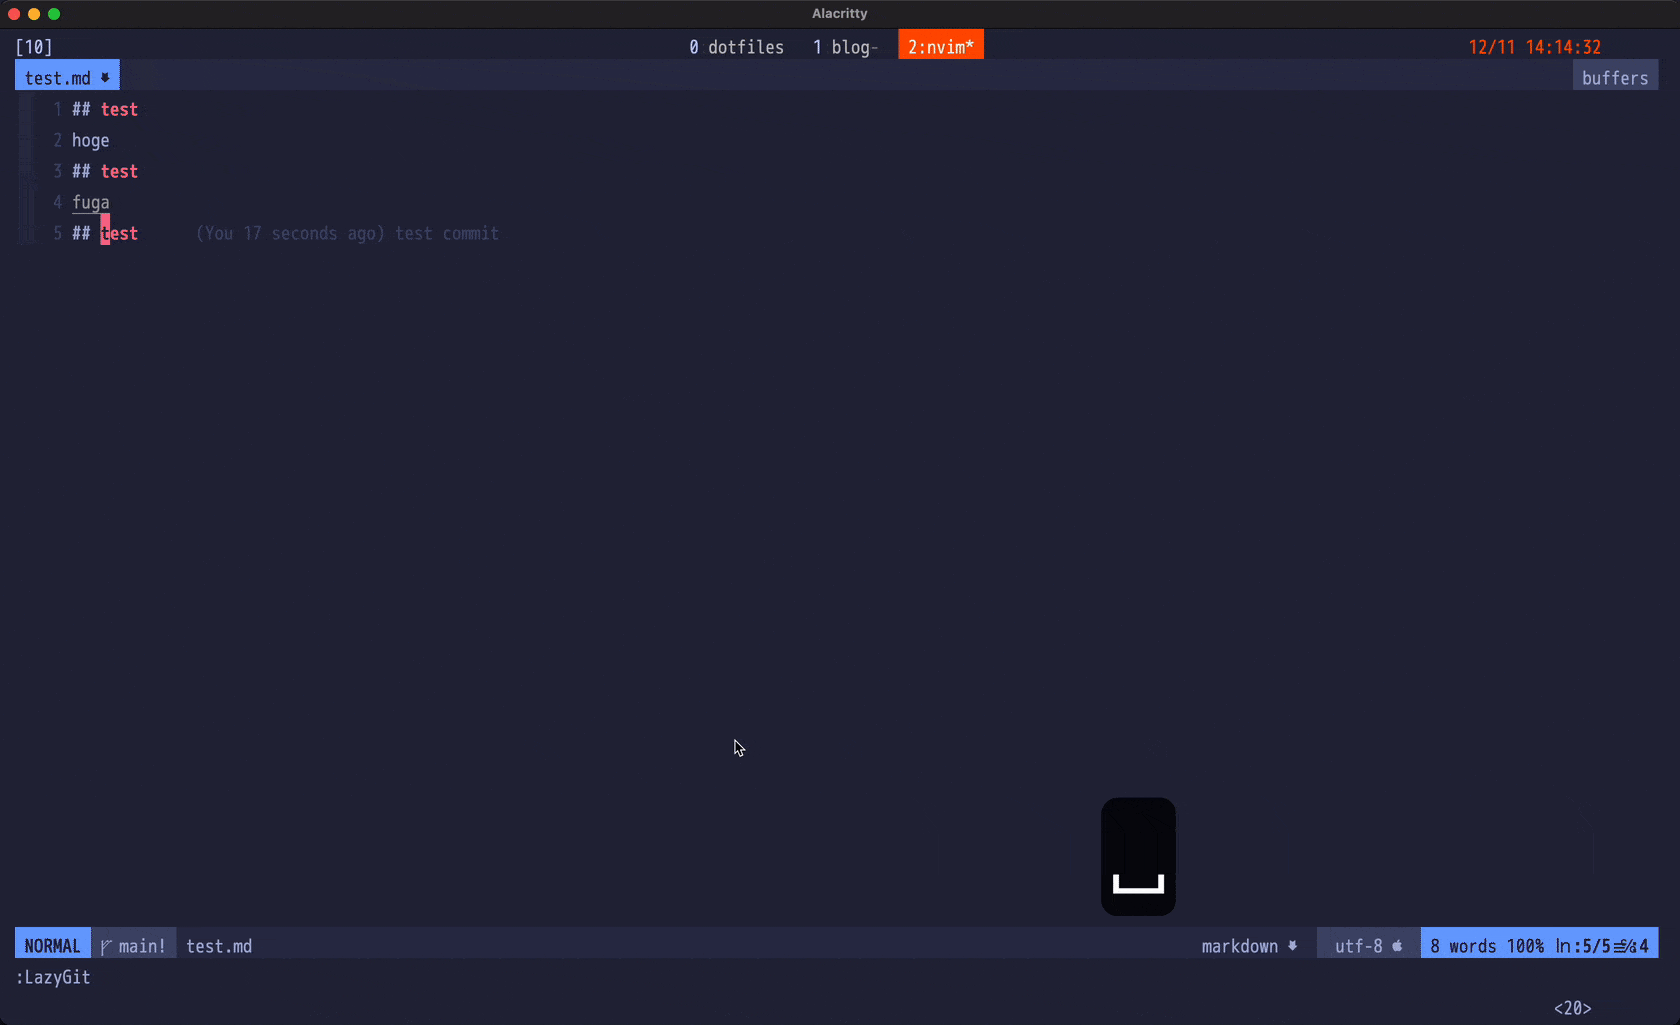 Alacritty
[10] 0 dotfiles 1 blog- 2:nvim* 12/11 14:14:32
test.md buffers
1 ## test
2 hoge
3 ## test
4 fuga
5 ## test (You 17 seconds ago) test commit
NORMAL main! test.md markdown utf-8 8 words 100% ln:5/5 :4
:LazyGit
<20>